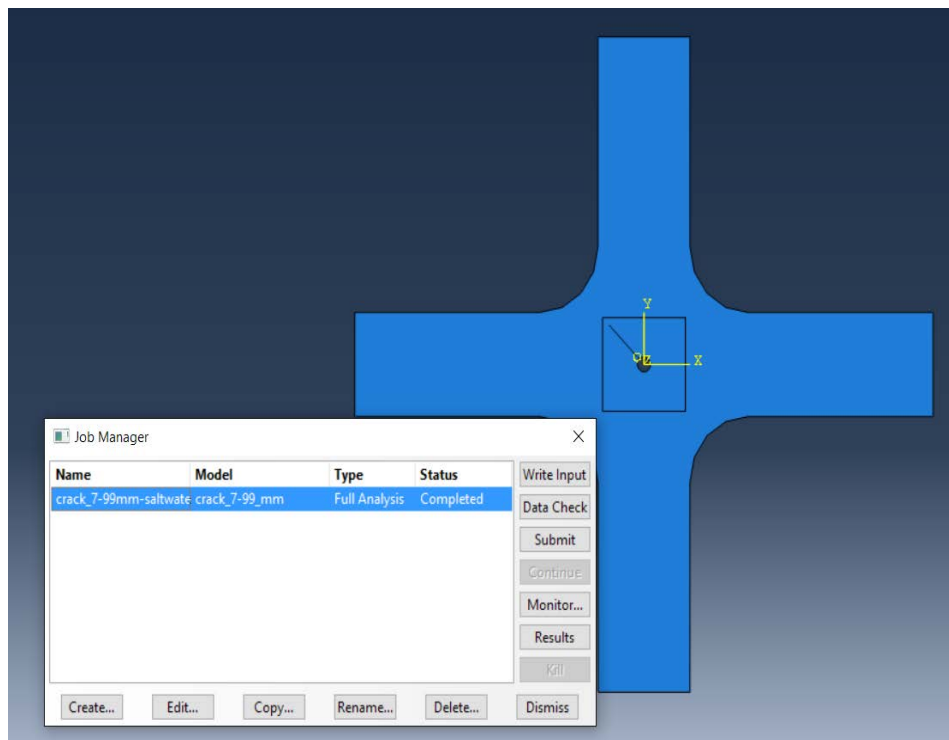 Y
X
Z
Job Manager
Name Model Type Status
crack_7-99mm-saltwate crack_7-99_mm Full Analysis Completed
Write Input
Data Check
Submit
Continue
Monitor...
Results
Kill
Create... Edit... Copy... Rename... Delete... Dismiss